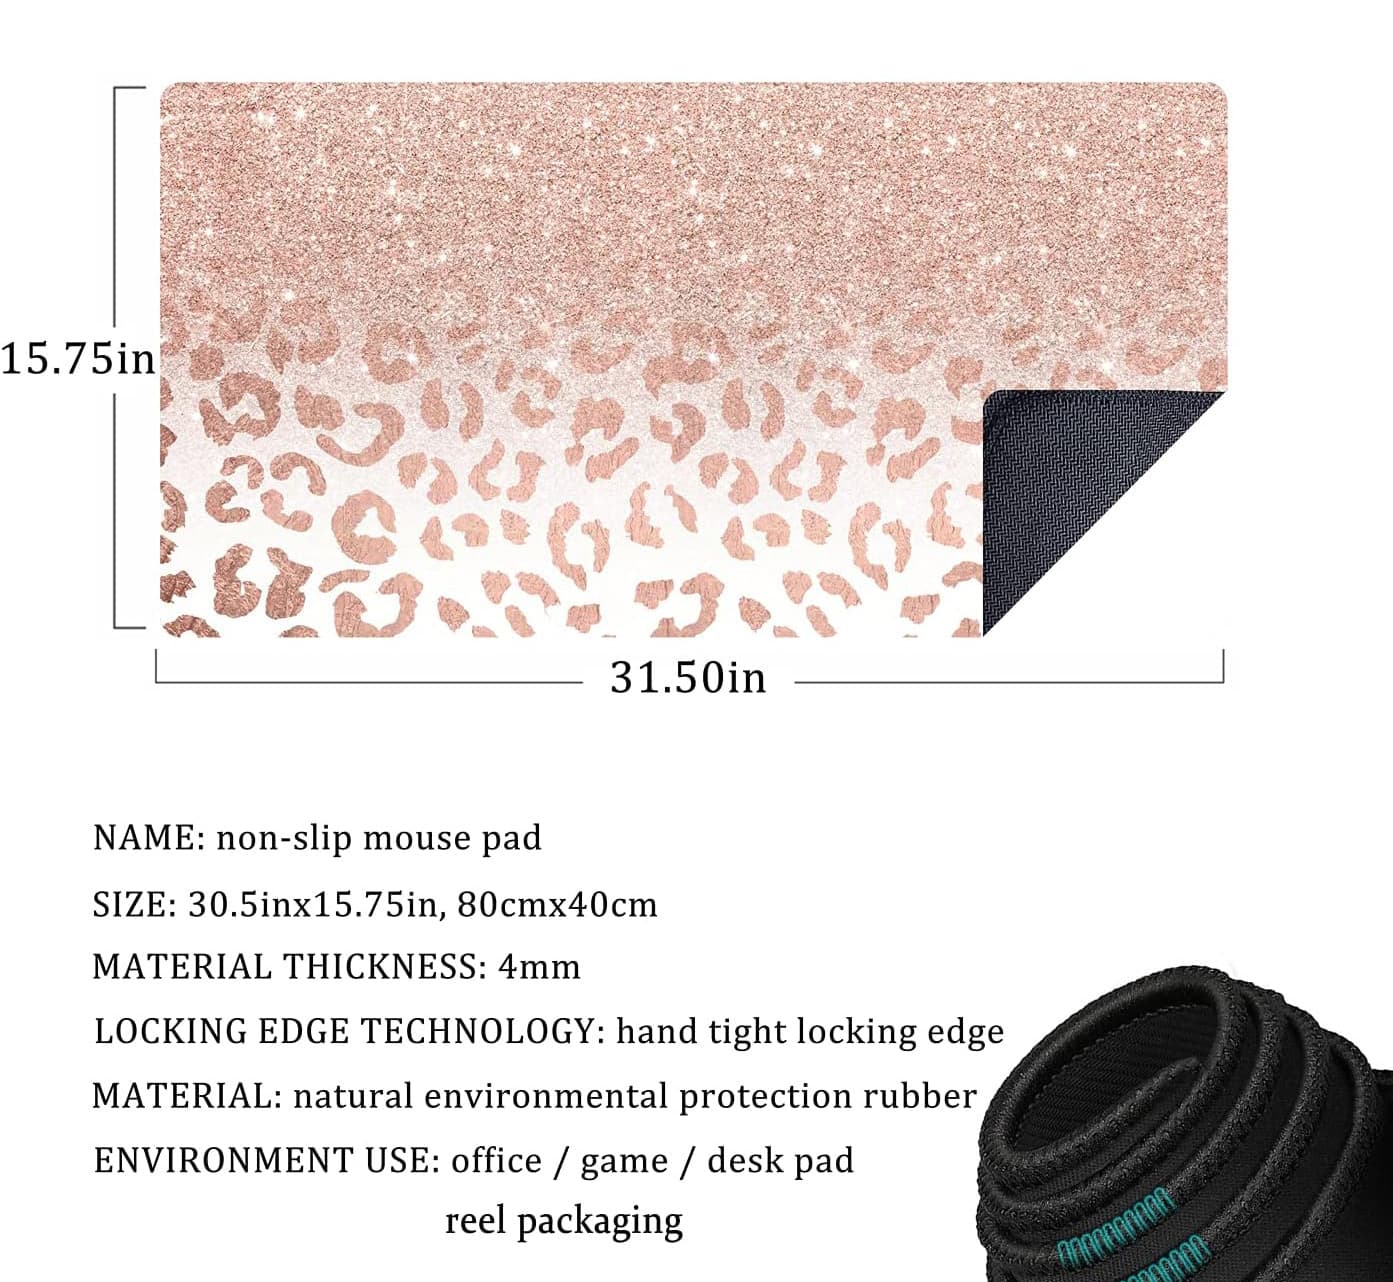 15.75in
31.50in
NAME: non-slip mouse pad
SIZE: 30.5inx15.75in, 80cmx40cm
MATERIAL THICKNESS: 4mm
LOCKING EDGE TECHNOLOGY: hand tight locking edge
MATERIAL: natural environmental protection rubber
ENVIRONMENT USE: office / game / desk pad
reel packaging